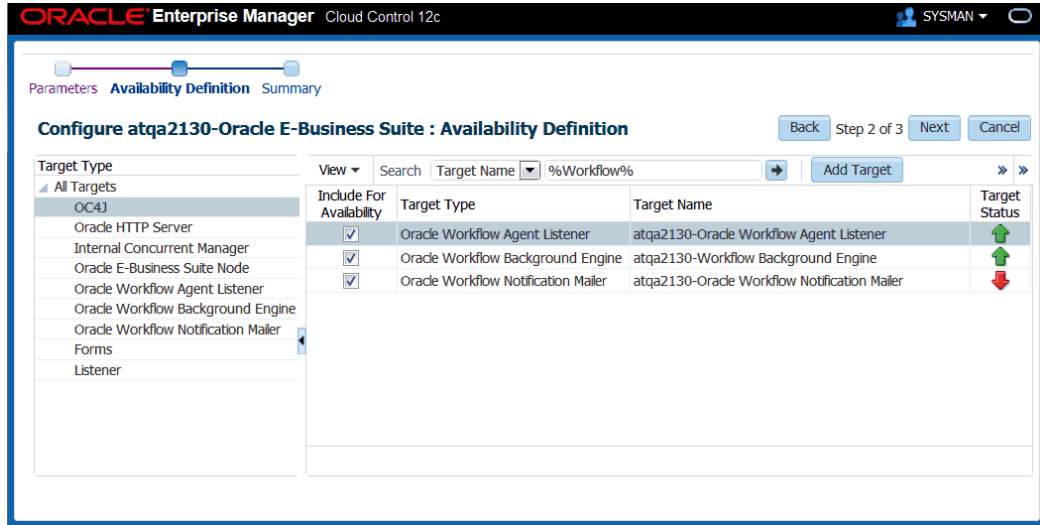 ORACLE Enterprise Manager Cloud Control 12c
SYSMAN
Parameters Availability Definition Summary
Configure atqa2130-Oracle E-Business Suite : Availability Definition
Back Step 2 of 3 Next Cancel
Target Type
All Targets
OC4J
Oracle HTTP Server
Internal Concurrent Manager
Oracle E-Business Suite Node
Oracle Workflow Agent Listener
Oracle Workflow Background Engine
Oracle Workflow Notification Mailer
Forms
Listener
View Search Target Name %Workflow% Add Target » »
Include For Availability Target Type Target Name Target Status
Oracle Workflow Agent Listener atqa2130-Oracle Workflow Agent Listener
Oracle Workflow Background Engine atqa2130-Workflow Background Engine
Oracle Workflow Notification Mailer atqa2130-Oracle Workflow Notification Mailer